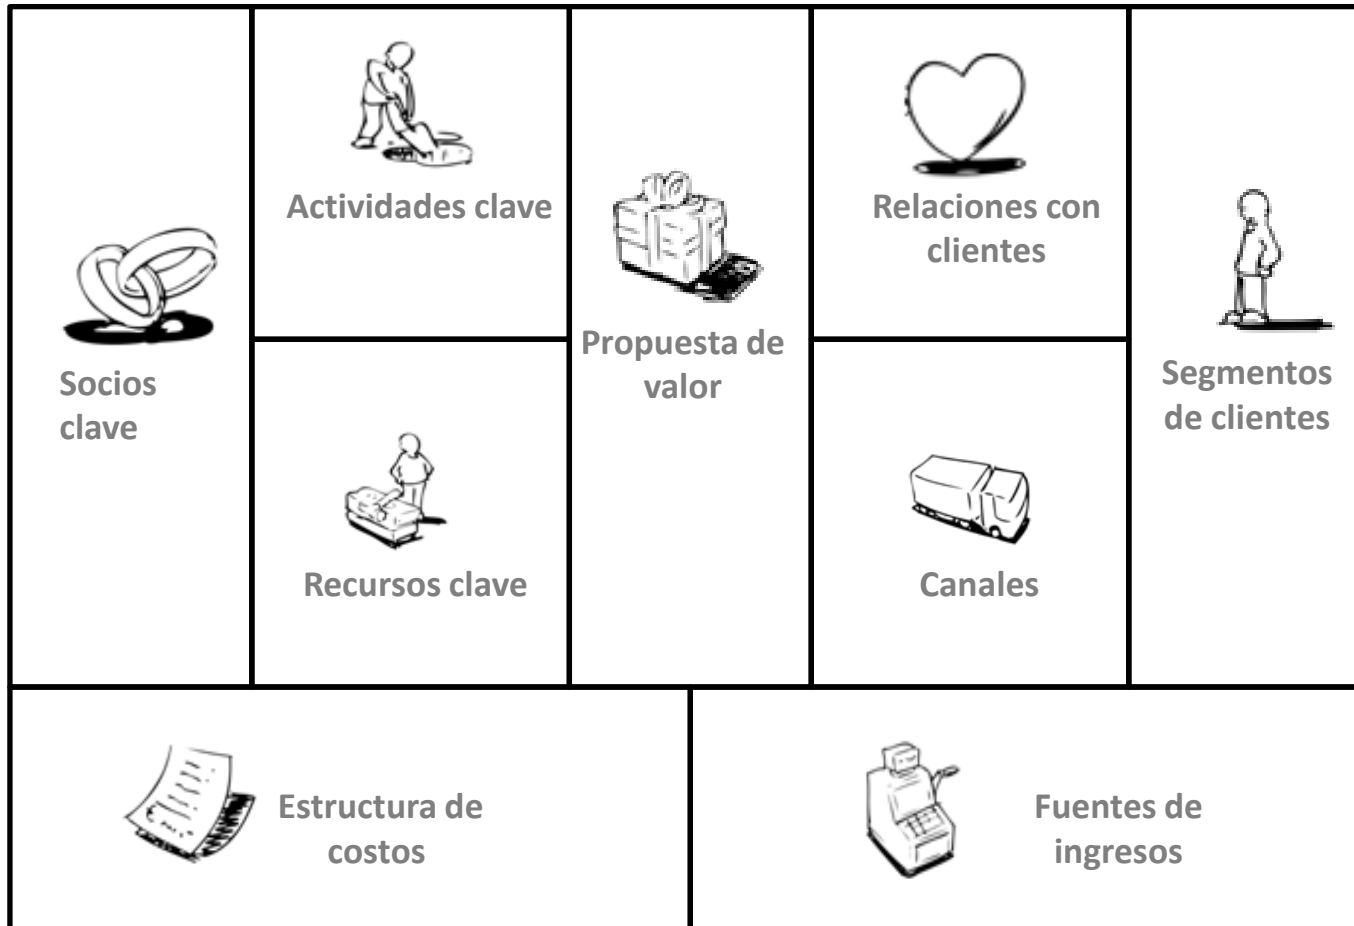 Socios
clave
Actividades clave
Recursos clave
Propuesta de
valor
Relaciones con
clientes
Canales
Segmentos
de clientes
Estructura de
costos
Fuentes de
ingresos